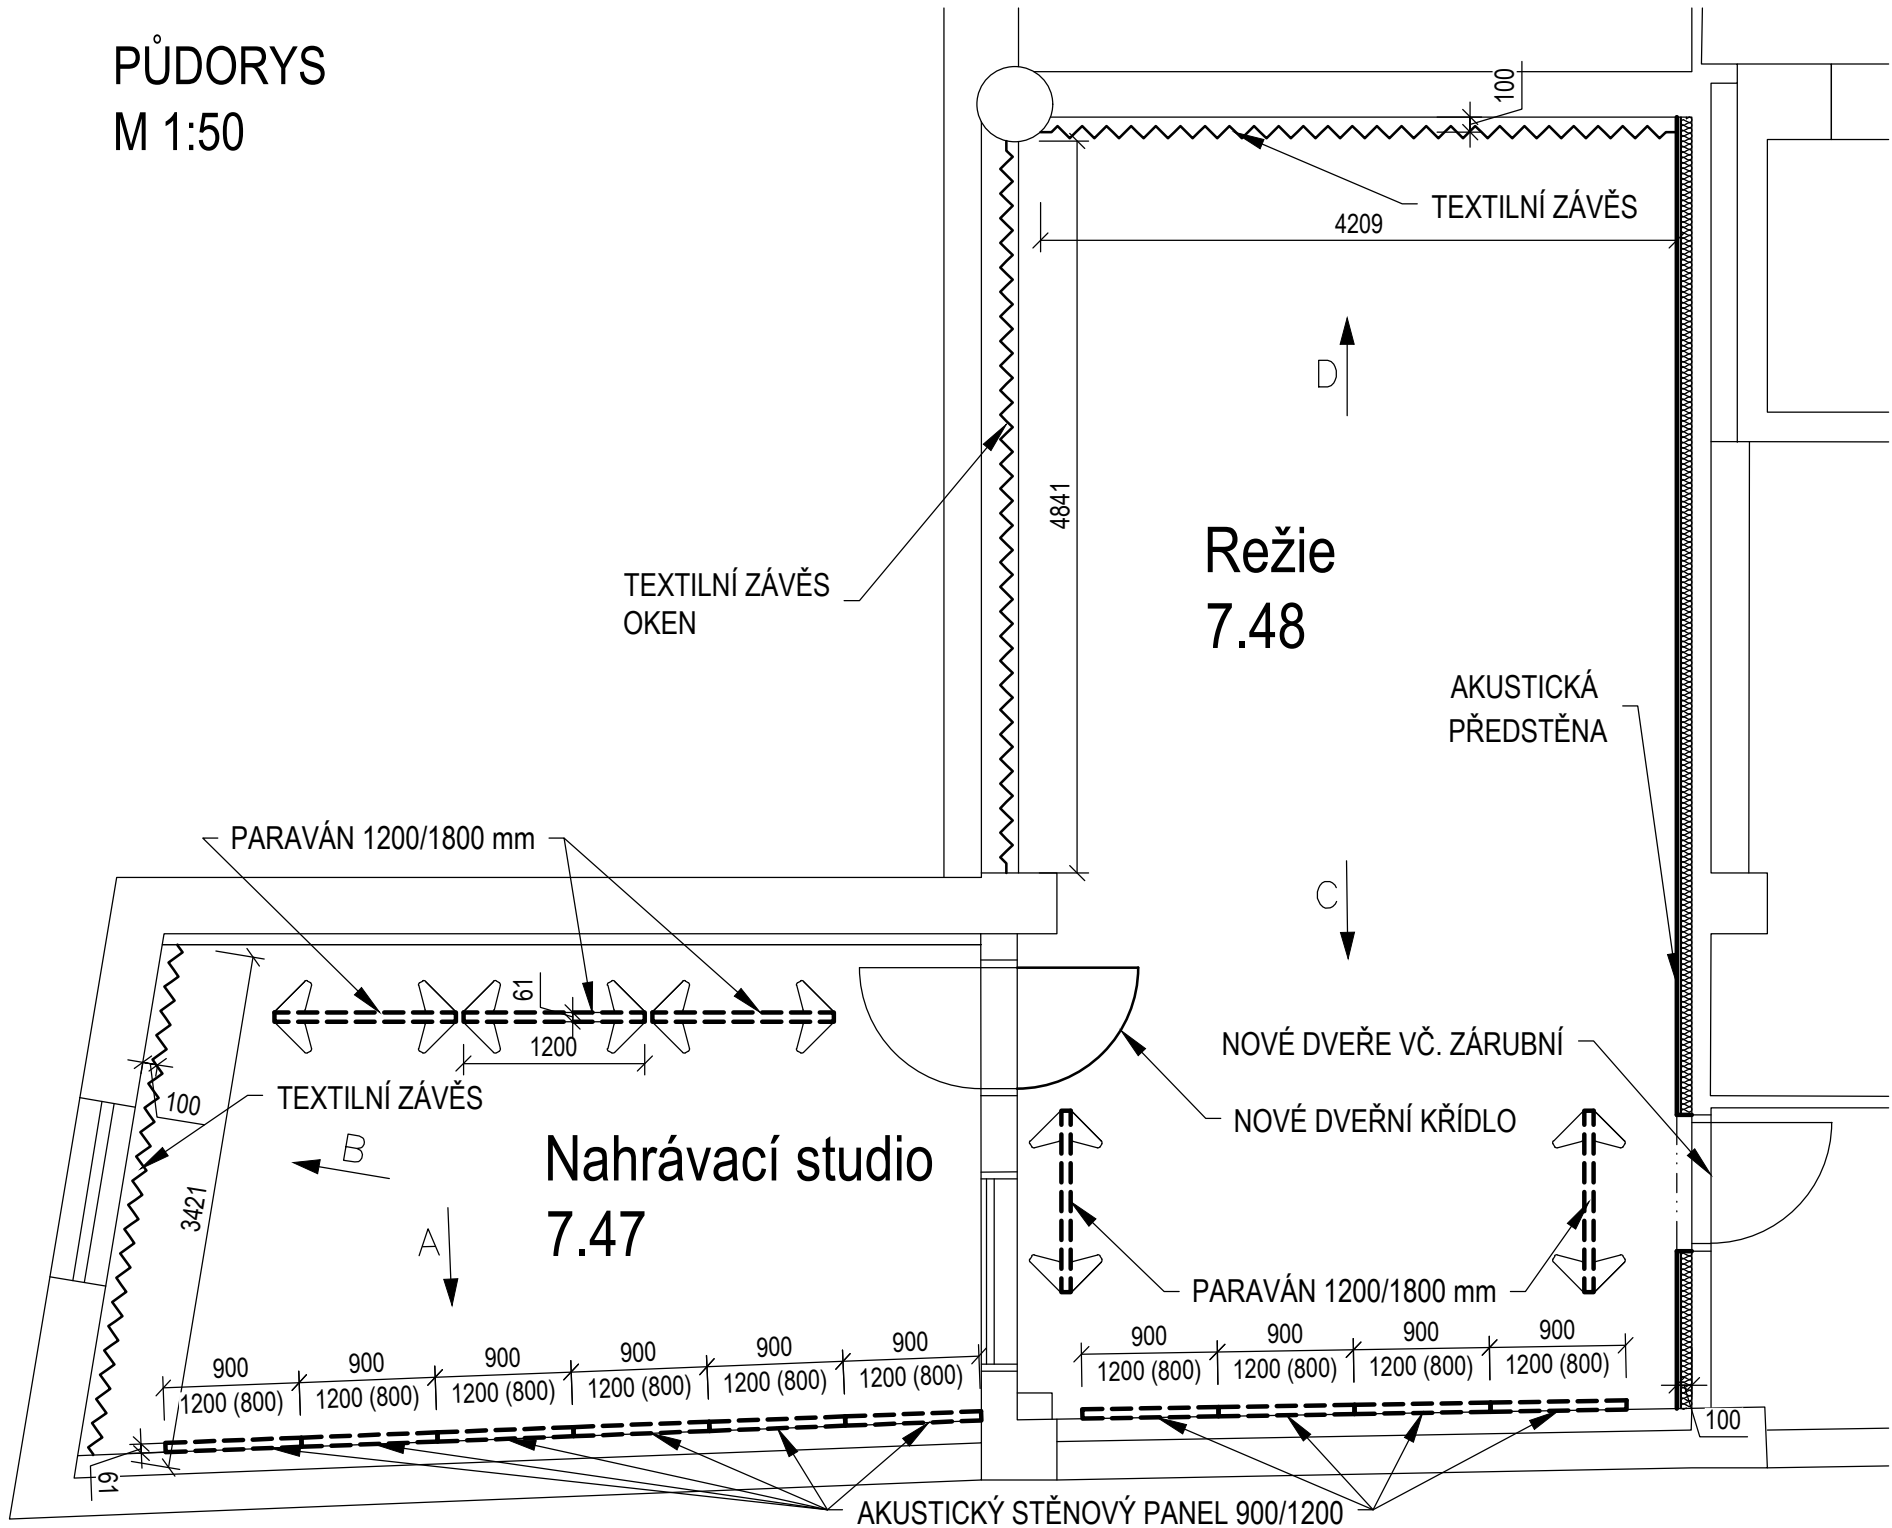 PŮDORYS
M 1:50
100
TEXTILNÍ ZÁVĚS
4209
D
4841
Režie
7.48
TEXTILNÍ ZÁVĚS
OKEN
AKUSTICKÁ
PŘEDSTĚNA
PARAVÁN 1200/1800 mm
C
61
1200
NOVÉ DVEŘE VČ. ZÁRUBNÍ
100
TEXTILNÍ ZÁVĚS
NOVÉ DVEŘNÍ KŘÍDLO
B
Nahrávací studio
7.47
3421
A
PARAVÁN 1200/1800 mm
900 900 900 900 900 900
1200 (800) 1200 (800) 1200 (800) 1200 (800) 1200 (800) 1200 (800)
900 900 900 900
1200 (800) 1200 (800) 1200 (800) 1200 (800)
100
61
AKUSTICKÝ STĚNOVÝ PANEL 900/1200